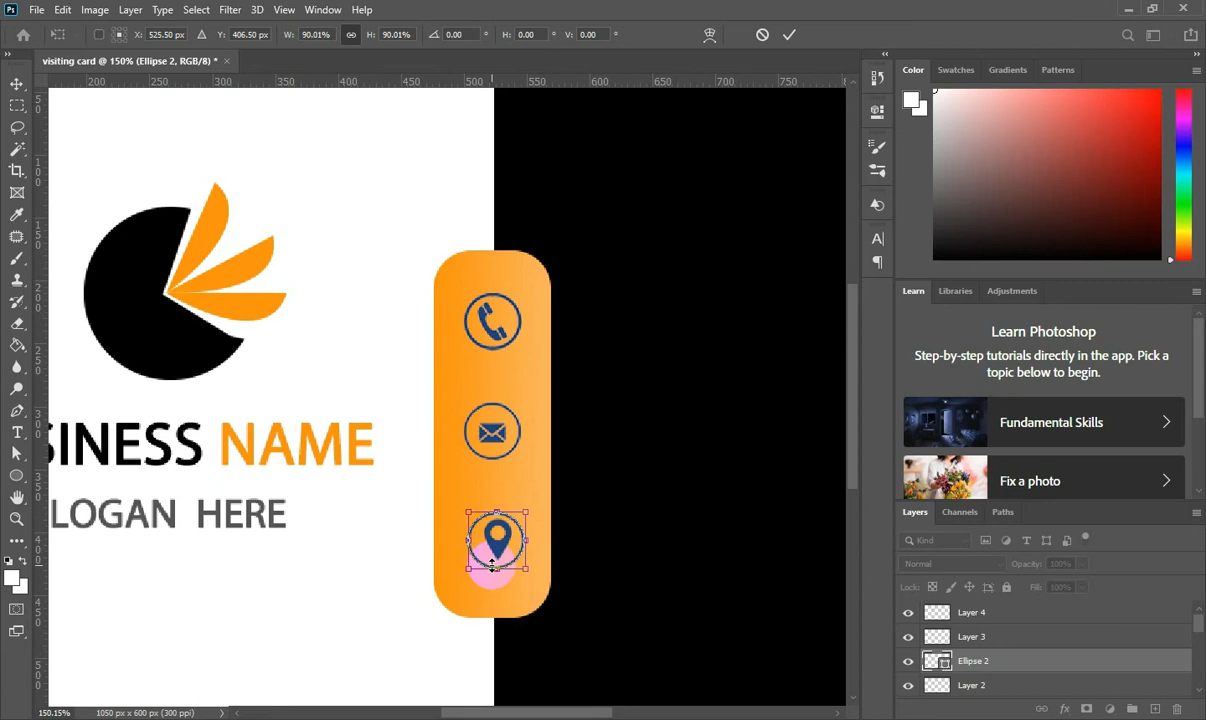 Ps File Edit Image Layer Type Select Filter 3D View Window Help
X: 525.50 px Y: 406.50 px W: 90.01% H: 90.01% 0.00 ° H: 0.00 ° V: 0.00 °
visiting card @ 150% (Ellipse 2, RGB/8) * ×
200 250 300 350 400 450 500 550 600 650 700 750
Color Swatches Gradients Patterns
Learn Libraries Adjustments
Learn Photoshop
Step-by-step tutorials directly in the app. Pick a
topic below to begin.
Fundamental Skills
Fix a photo
SINESS NAME
LOGAN HERE
Layers Channels Paths
Kind
Normal Opacity: 100%
Lock: Fill: 100%
Layer 4
Layer 3
Ellipse 2
Layer 2
150.15% 1050 px x 600 px (300 ppi)